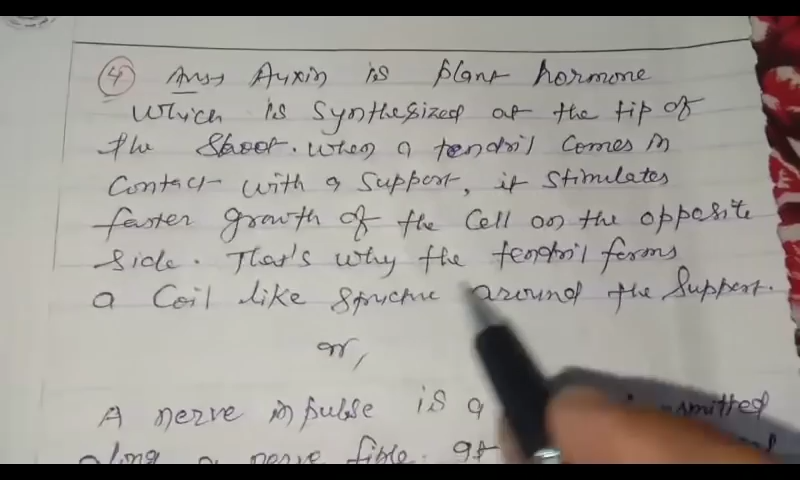 4 Ans→ Auxin is plant hormone
which is synthesized at the tip of
the shoot. when a tendril comes in
contact with a support, it stimulates
faster growth of the cell on the opposite
side. That's why the tendril forms
a coil like structure around the support.
or,
A nerve impulse is a
along a nerve